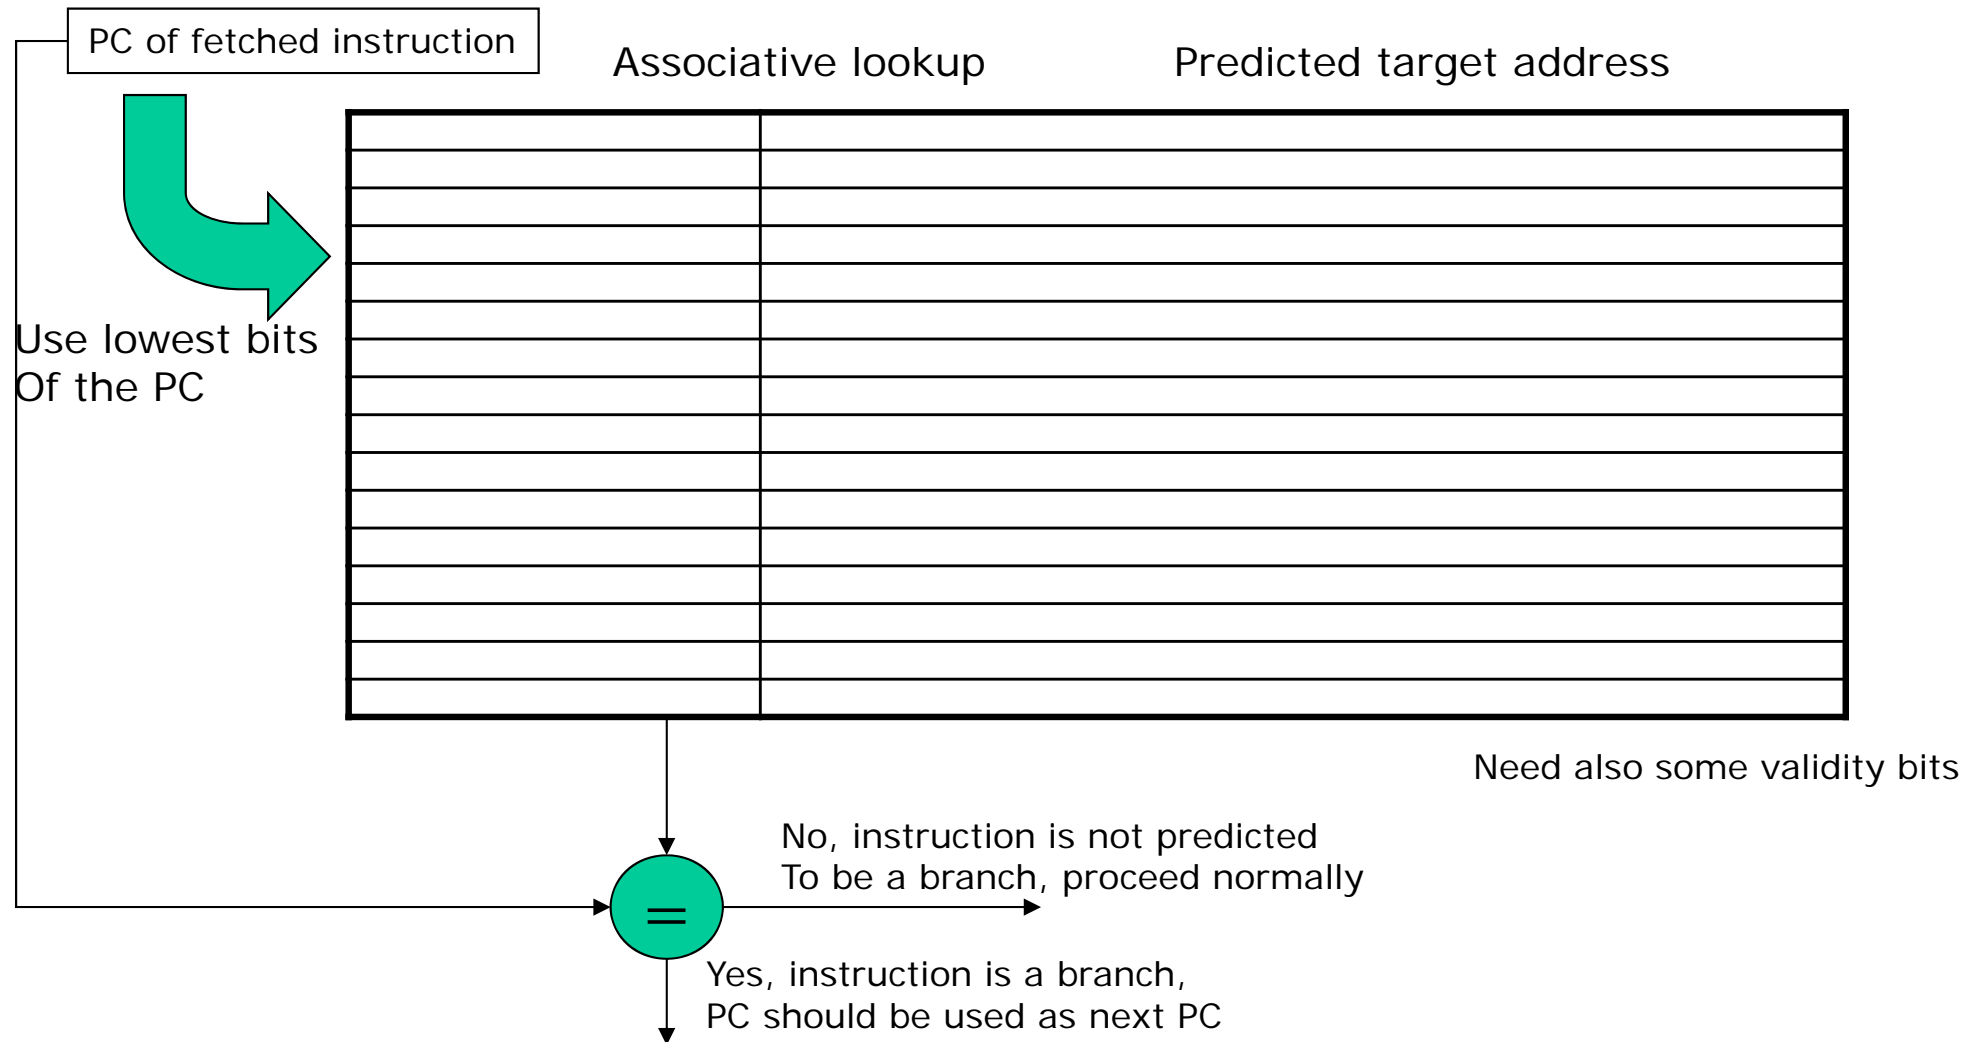 PC of fetched instruction
Associative lookup
Predicted target address
Use lowest bits
Of the PC
Need also some validity bits
No, instruction is not predicted
To be a branch, proceed normally
=
Yes, instruction is a branch,
PC should be used as next PC